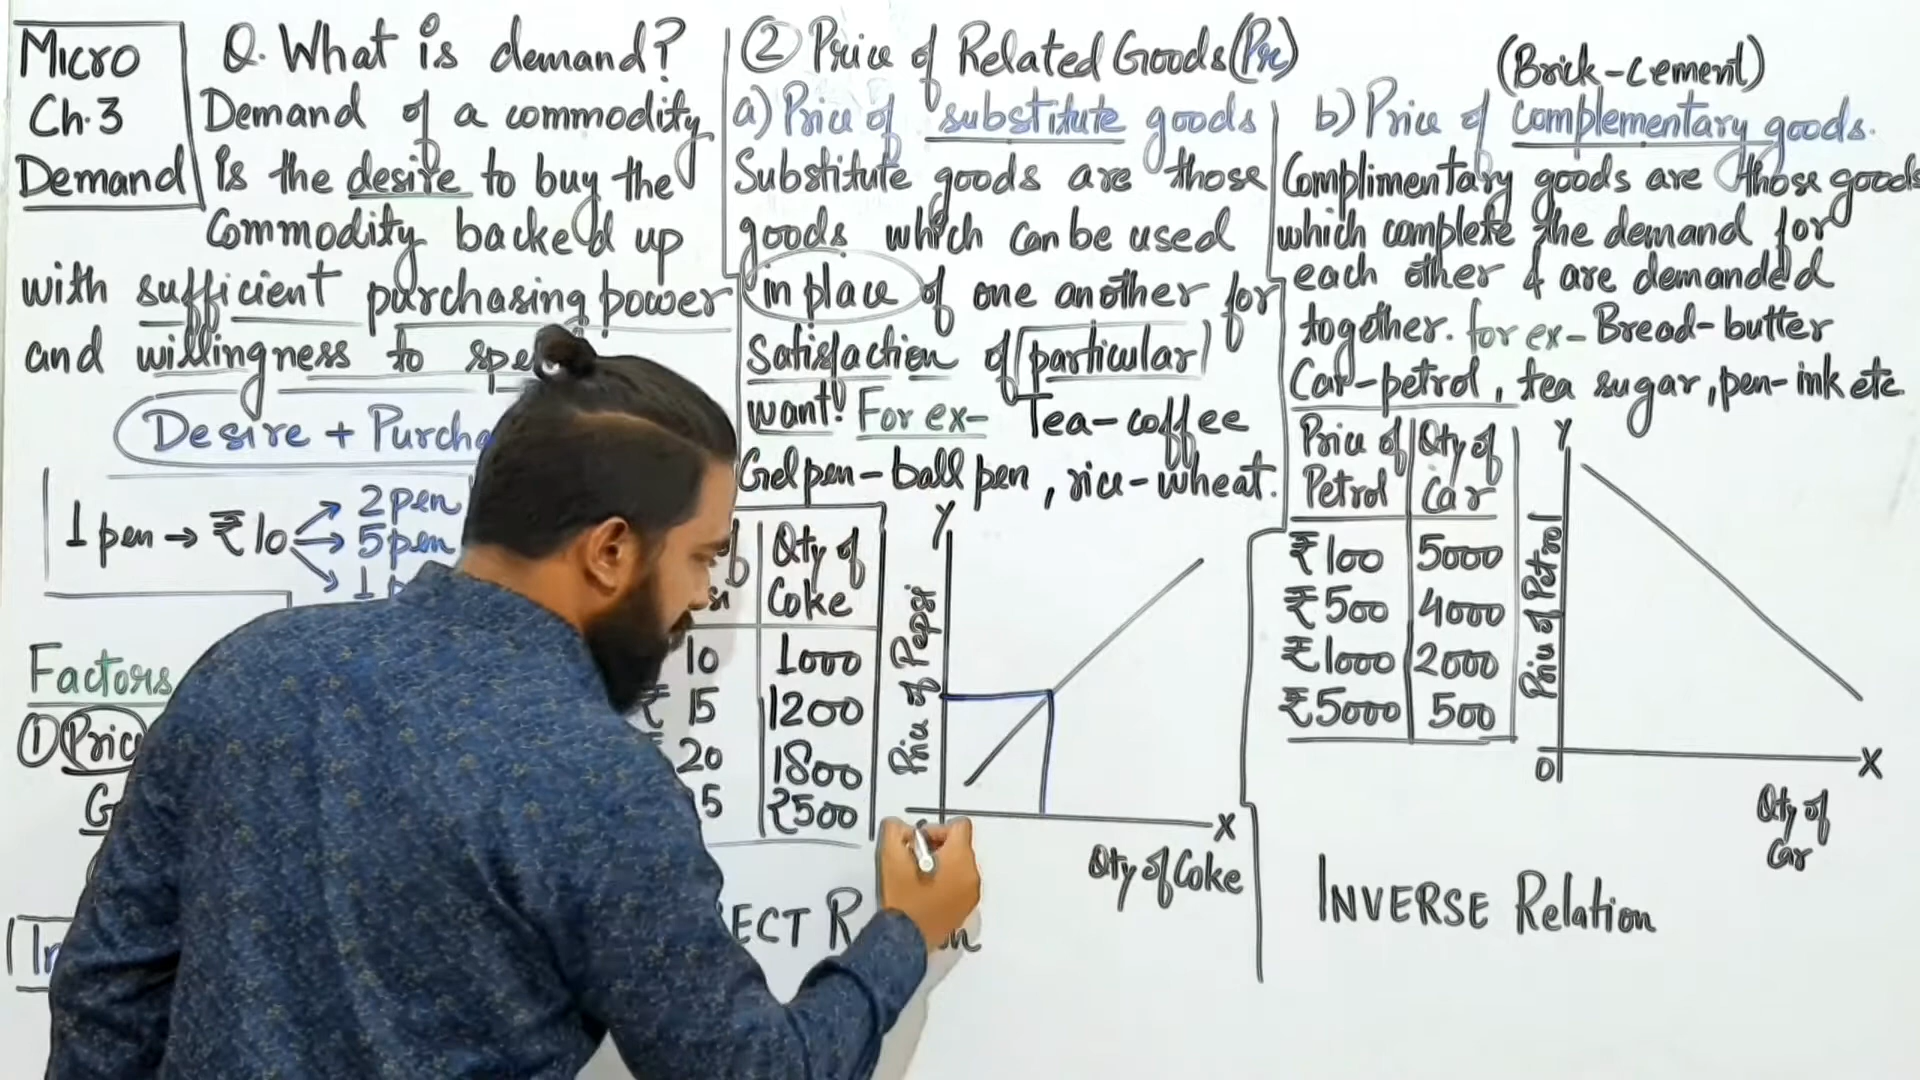 Micro
Ch.3
Demand
Q. What is demand?
Demand of a commodity
is the desire to buy the
Commodity backed up
with sufficient purchasing power
and willingness to
Desire +
1 pen → ₹10 → 2 pen
→ 5 pen
→ 1
Factors
① Price
② Price of Related Goods (Pr)
a) Price of substitute goods
Substitute goods are those
goods which can be used
in place of one another for
Satisfaction of particular
want! For ex- Tea-coffee
Gel pen - ball pen, rice-wheat.
Qty of
Coke
10 1000
₹ 15 1200
20 1800
5 ₹500
Y
Price of Pepsi
X
Qty of Coke
(Brick-cement)
b) Price of complementary goods.
Complimentary goods are those goods
which complete the demand for
each other & are demanded
together. for ex- Bread-butter
Car-petrol, tea sugar, pen-ink etc
Price of Petrol Qty of Car
₹100 5000
₹500 4000
₹1000 2000
₹5000 500
Y
Price of Petrol
O X
Qty of
Car
INVERSE Relation